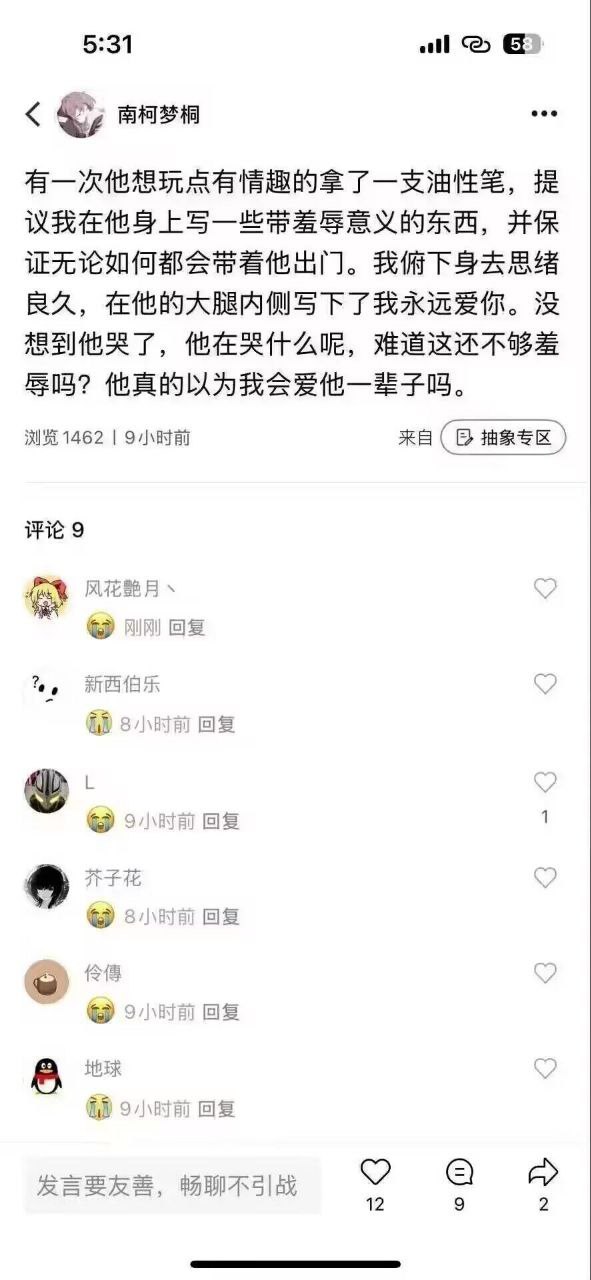 5:31
58
南柯梦桐
有一次他想玩点有情趣的拿了一支油性笔，提
议我在他身上写一些带羞辱意义的东西，并保
证无论如何都会带着他出门。我俯下身去思绪
良久，在他的大腿内侧写下了我永远爱你。没
想到他哭了，他在哭什么呢，难道这还不够羞
辱吗？他真的以为我会爱他一辈子吗。
浏览 1462 | 9小时前
来自 抽象专区
评论 9
风花艷月丶
😭 刚刚 回复
新西伯乐
😭 8小时前 回复
L
😭 9小时前 回复
1
芥子花
😭 8小时前 回复
伶傳
😭 9小时前 回复
地球
😭 9小时前 回复
发言要友善，畅聊不引战
12
9
2